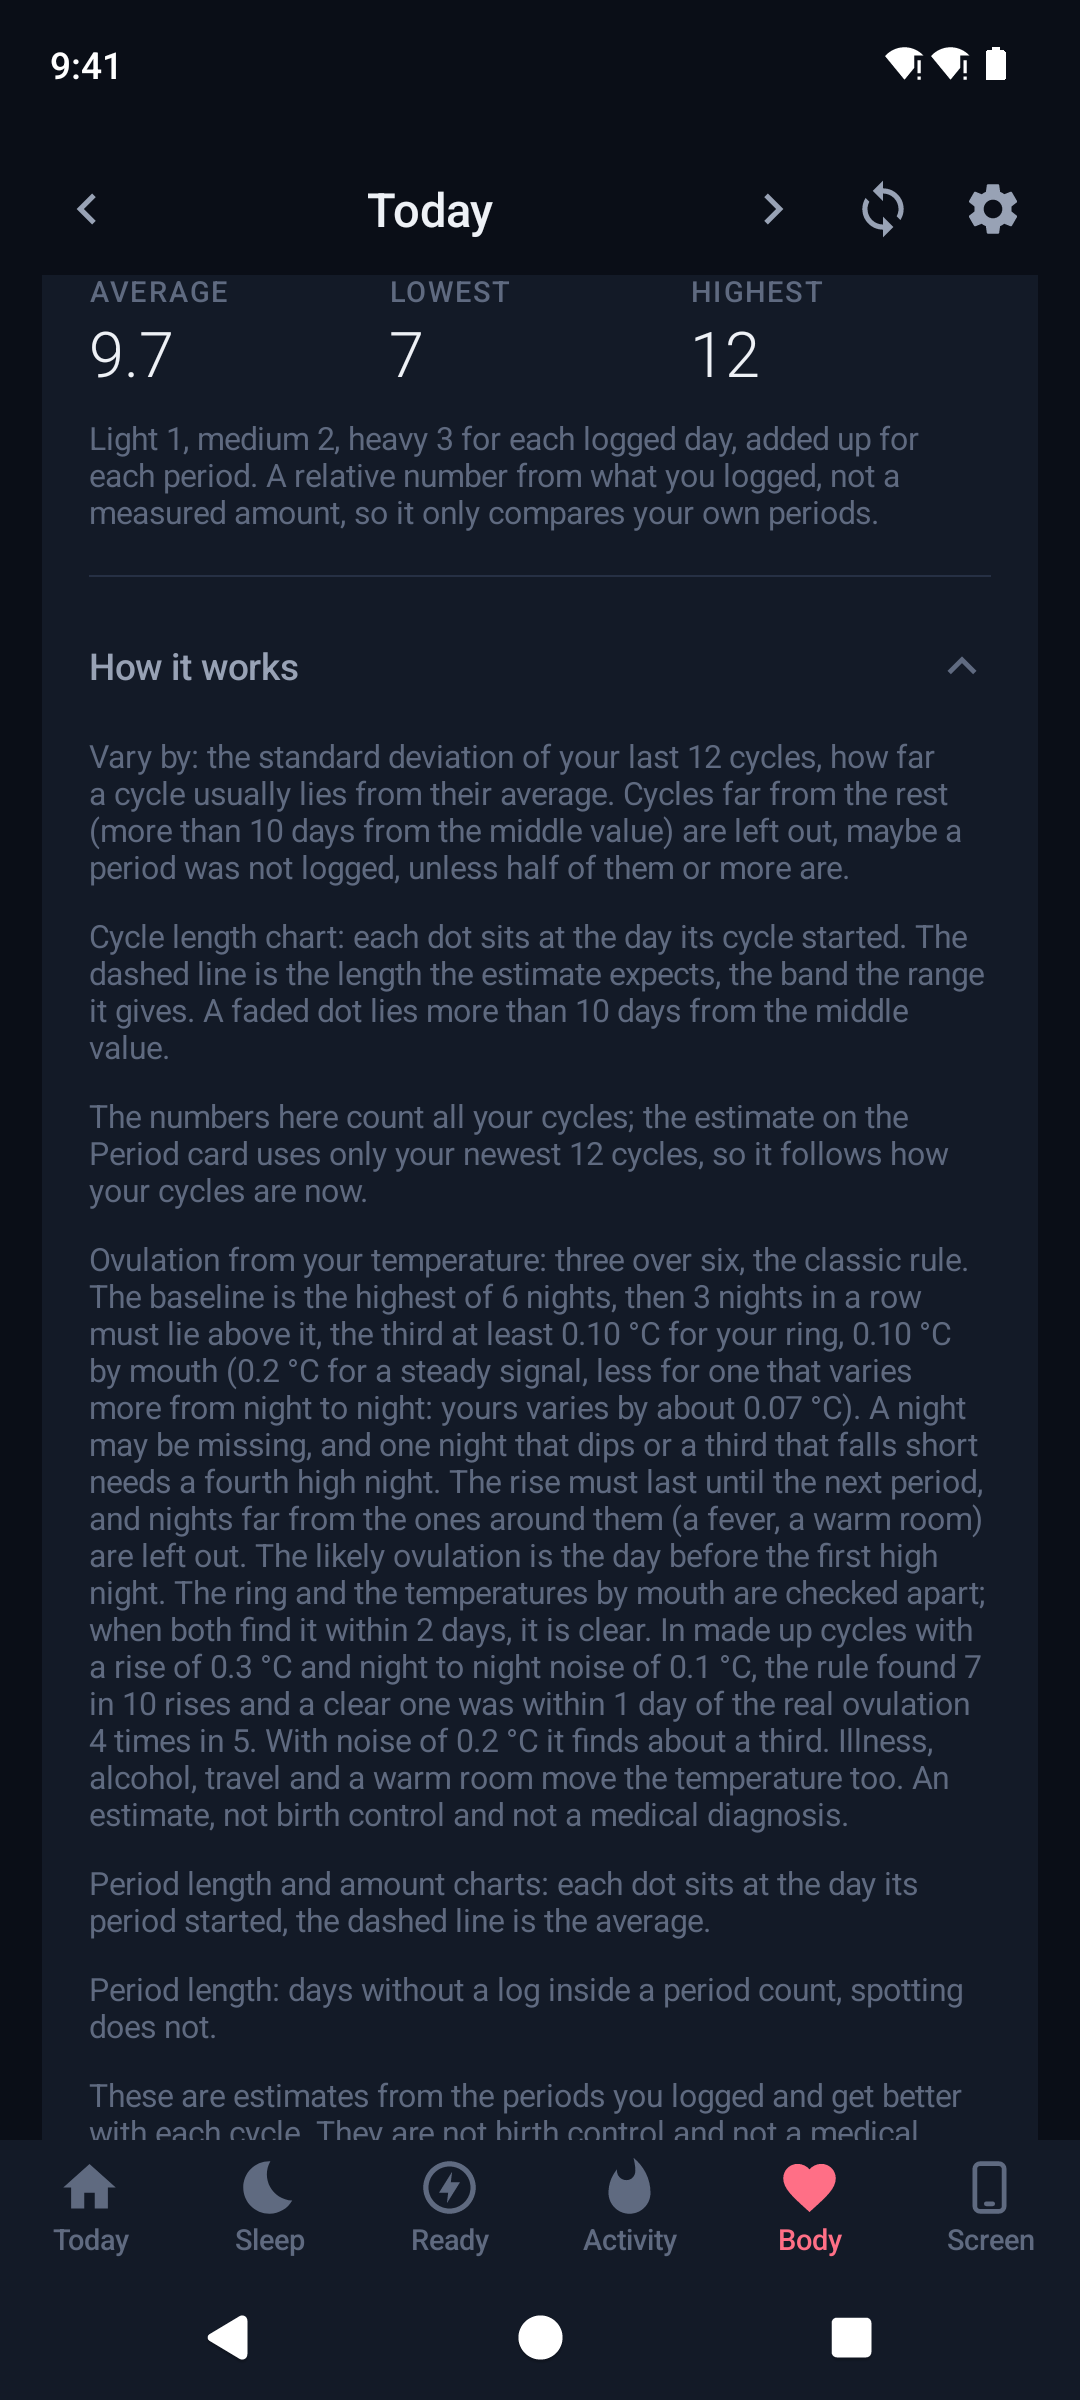 9:41
Today
AVERAGE LOWEST HIGHEST
9.7 7 12
Light 1, medium 2, heavy 3 for each logged day, added up for
each period. A relative number from what you logged, not a
measured amount, so it only compares your own periods.
How it works
Vary by: the standard deviation of your last 12 cycles, how far
a cycle usually lies from their average. Cycles far from the rest
(more than 10 days from the middle value) are left out, maybe a
period was not logged, unless half of them or more are.
Cycle length chart: each dot sits at the day its cycle started. The
dashed line is the length the estimate expects, the band the range
it gives. A faded dot lies more than 10 days from the middle
value.
The numbers here count all your cycles; the estimate on the
Period card uses only your newest 12 cycles, so it follows how
your cycles are now.
Ovulation from your temperature: three over six, the classic rule.
The baseline is the highest of 6 nights, then 3 nights in a row
must lie above it, the third at least 0.10 °C for your ring, 0.10 °C
by mouth (0.2 °C for a steady signal, less for one that varies
more from night to night: yours varies by about 0.07 °C). A night
may be missing, and one night that dips or a third that falls short
needs a fourth high night. The rise must last until the next period,
and nights far from the ones around them (a fever, a warm room)
are left out. The likely ovulation is the day before the first high
night. The ring and the temperatures by mouth are checked apart;
when both find it within 2 days, it is clear. In made up cycles with
a rise of 0.3 °C and night to night noise of 0.1 °C, the rule found 7
in 10 rises and a clear one was within 1 day of the real ovulation
4 times in 5. With noise of 0.2 °C it finds about a third. Illness,
alcohol, travel and a warm room move the temperature too. An
estimate, not birth control and not a medical diagnosis.
Period length and amount charts: each dot sits at the day its
period started, the dashed line is the average.
Period length: days without a log inside a period count, spotting
does not.
These are estimates from the periods you logged and get better
with each cycle. They are not birth control and not a medical
Today Sleep Ready Activity Body Screen